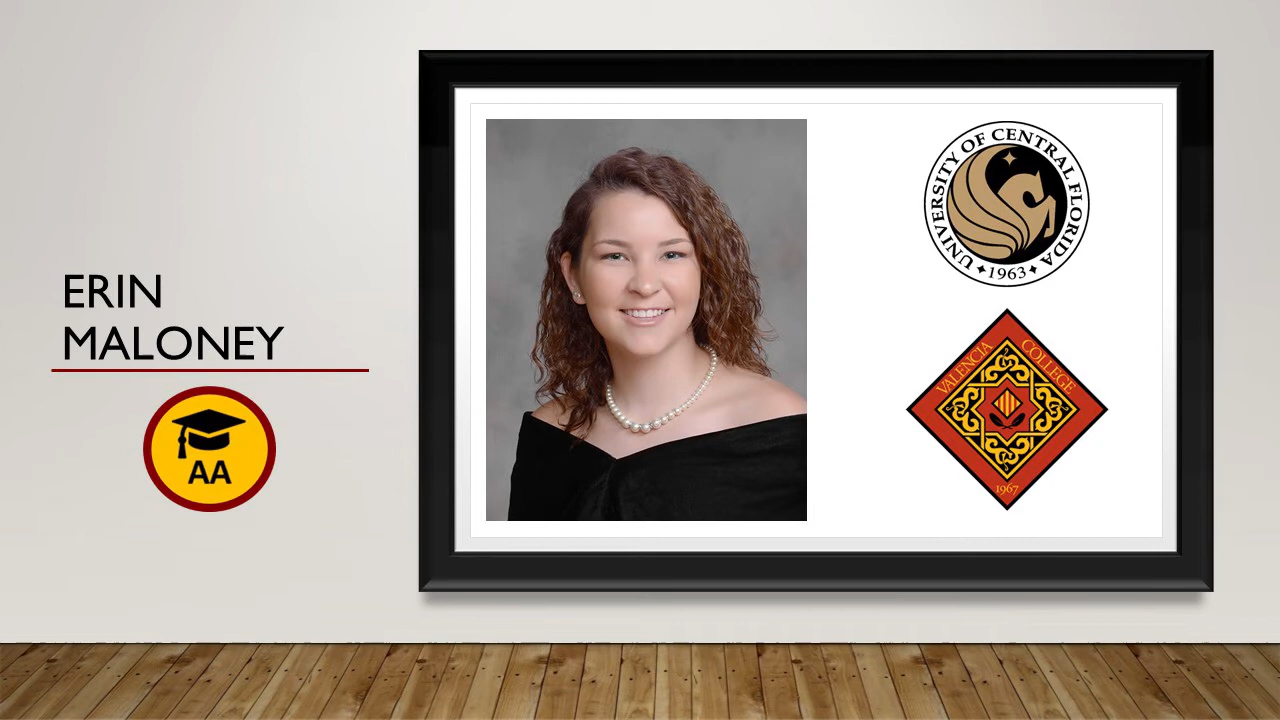 ERIN
MALONEY
AA
UNIVERSITY OF CENTRAL FLORIDA
1963
VALENCIA COLLEGE
1967